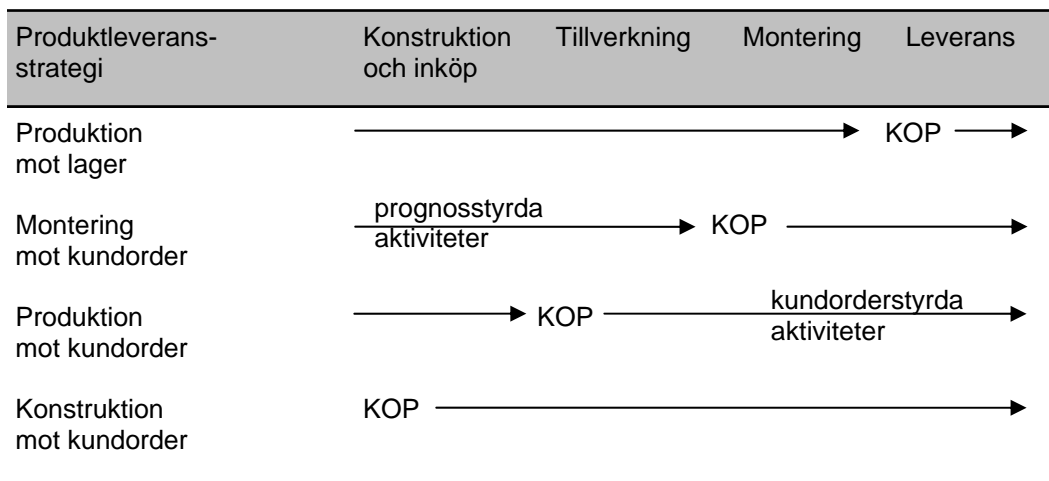 Produktleverans-
strategi
Konstruktion
och inköp
Tillverkning
Montering
Leverans
Produktion
mot lager
KOP
Montering
mot kundorder
prognosstyrda
aktiviteter
KOP
Produktion
mot kundorder
KOP
kundorderstyrda
aktiviteter
Konstruktion
mot kundorder
KOP